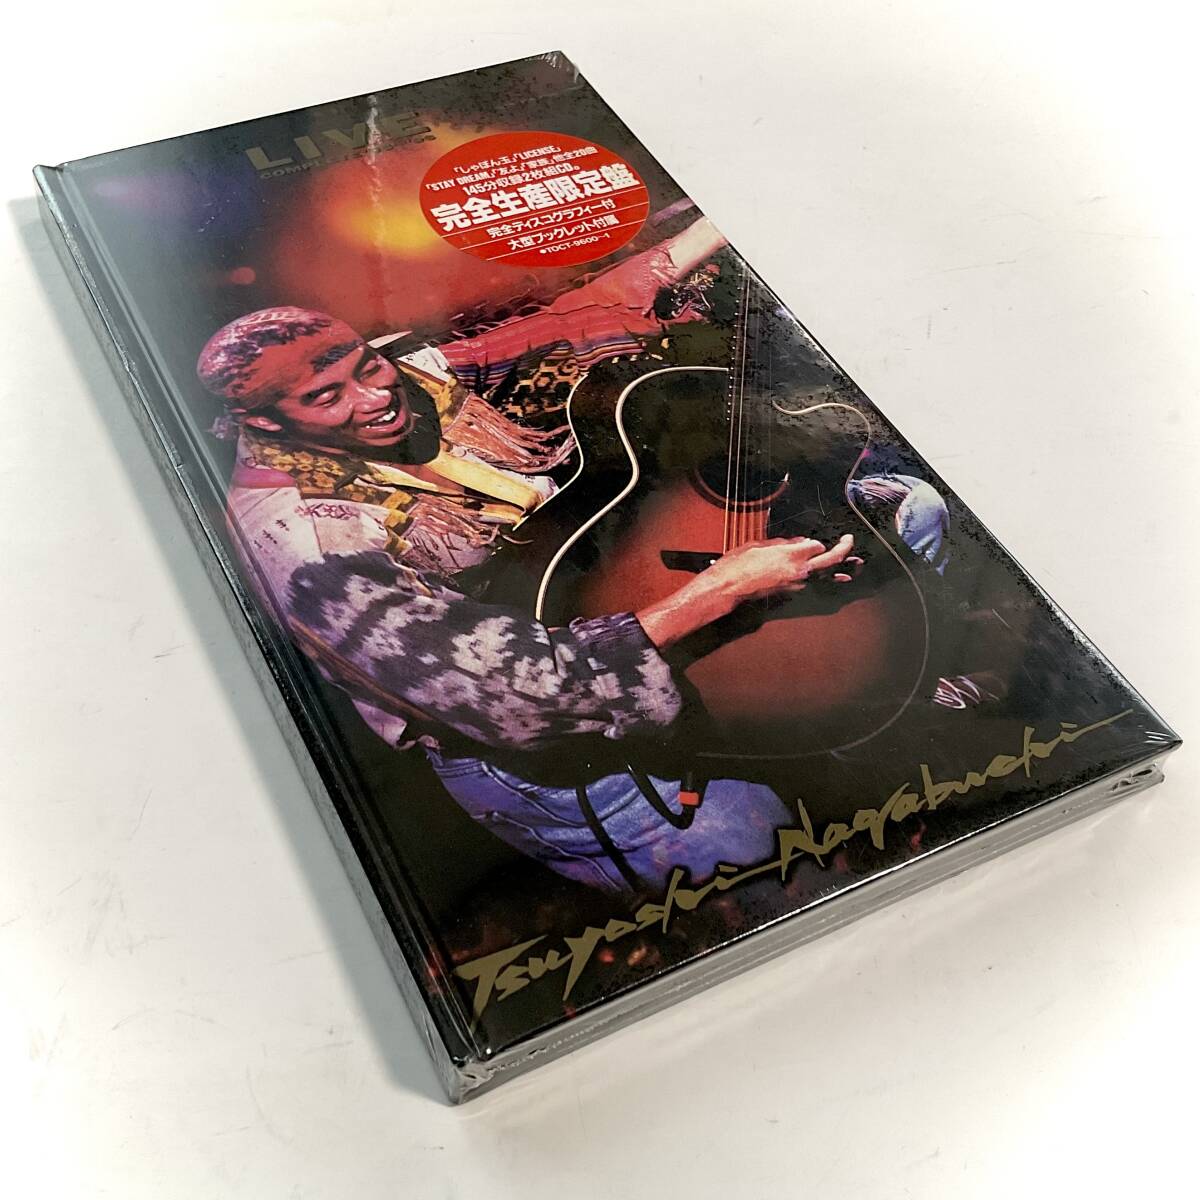 LIVE
「しゃぼん玉」「LICENSE」
「STAY DREAM」「友よ」「家族」他全20曲
145分収録2枚組CD。
完全生産限定盤
完全ディスコグラフィー付
大型ブックレット付属
●TOCT-9600~1
Tsuyoshi Nagabuchi